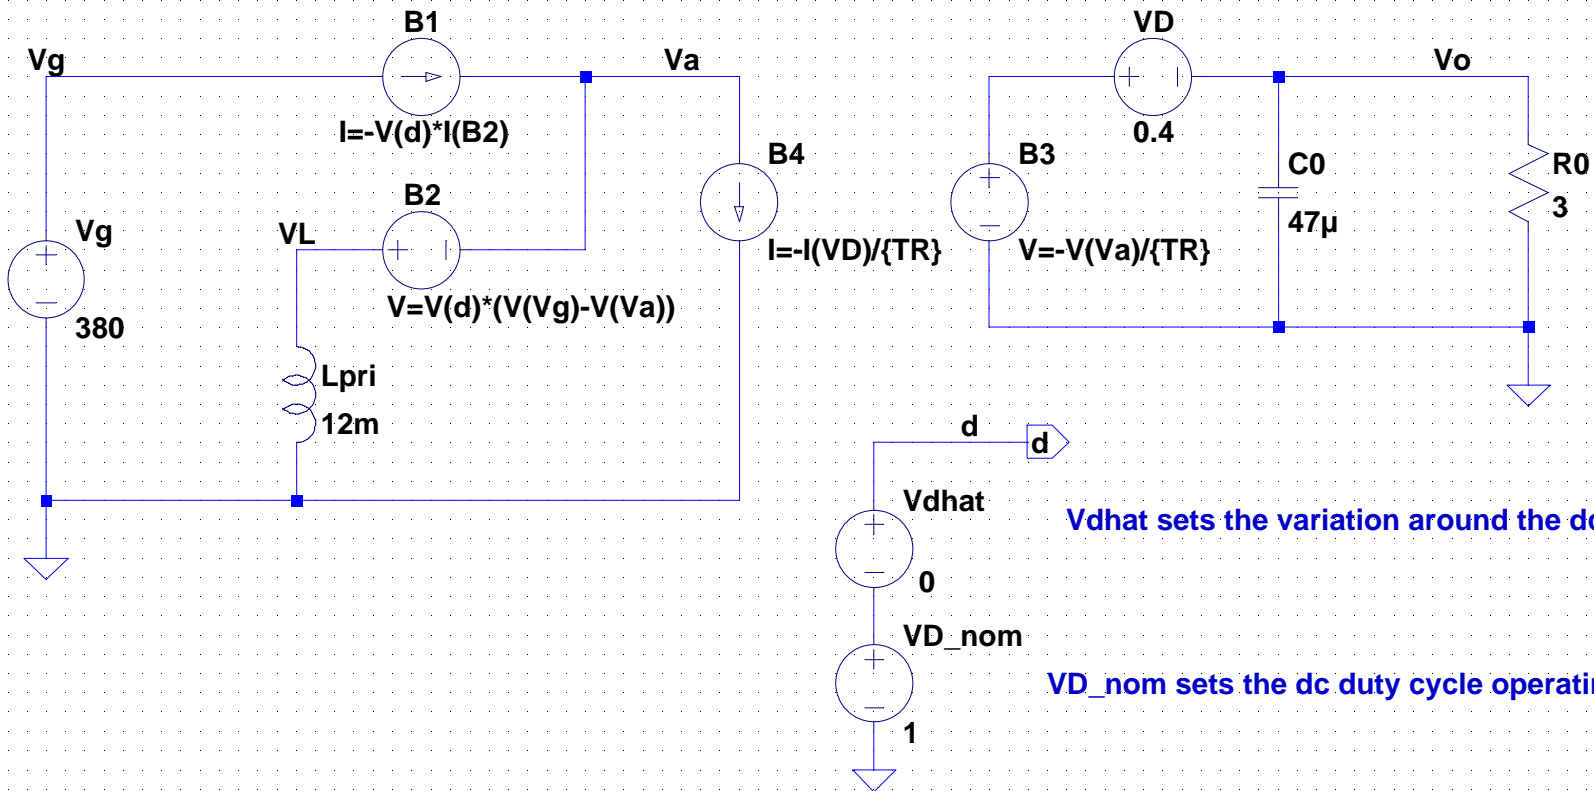 B1
VD
Vg
Va
Vo
I=-V(d)*I(B2)
0.4
B4
B3
C0
R0
B2
3
47µ
Vg
VL
I=-I(VD)/{TR}
V=-V(Va)/{TR}
V=V(d)*(V(Vg)-V(Va))
380
Lpri
12m
d
d
Vdhat
Vdhat sets the variation around the dc
0
VD_nom
VD_nom sets the dc duty cycle operatin
1